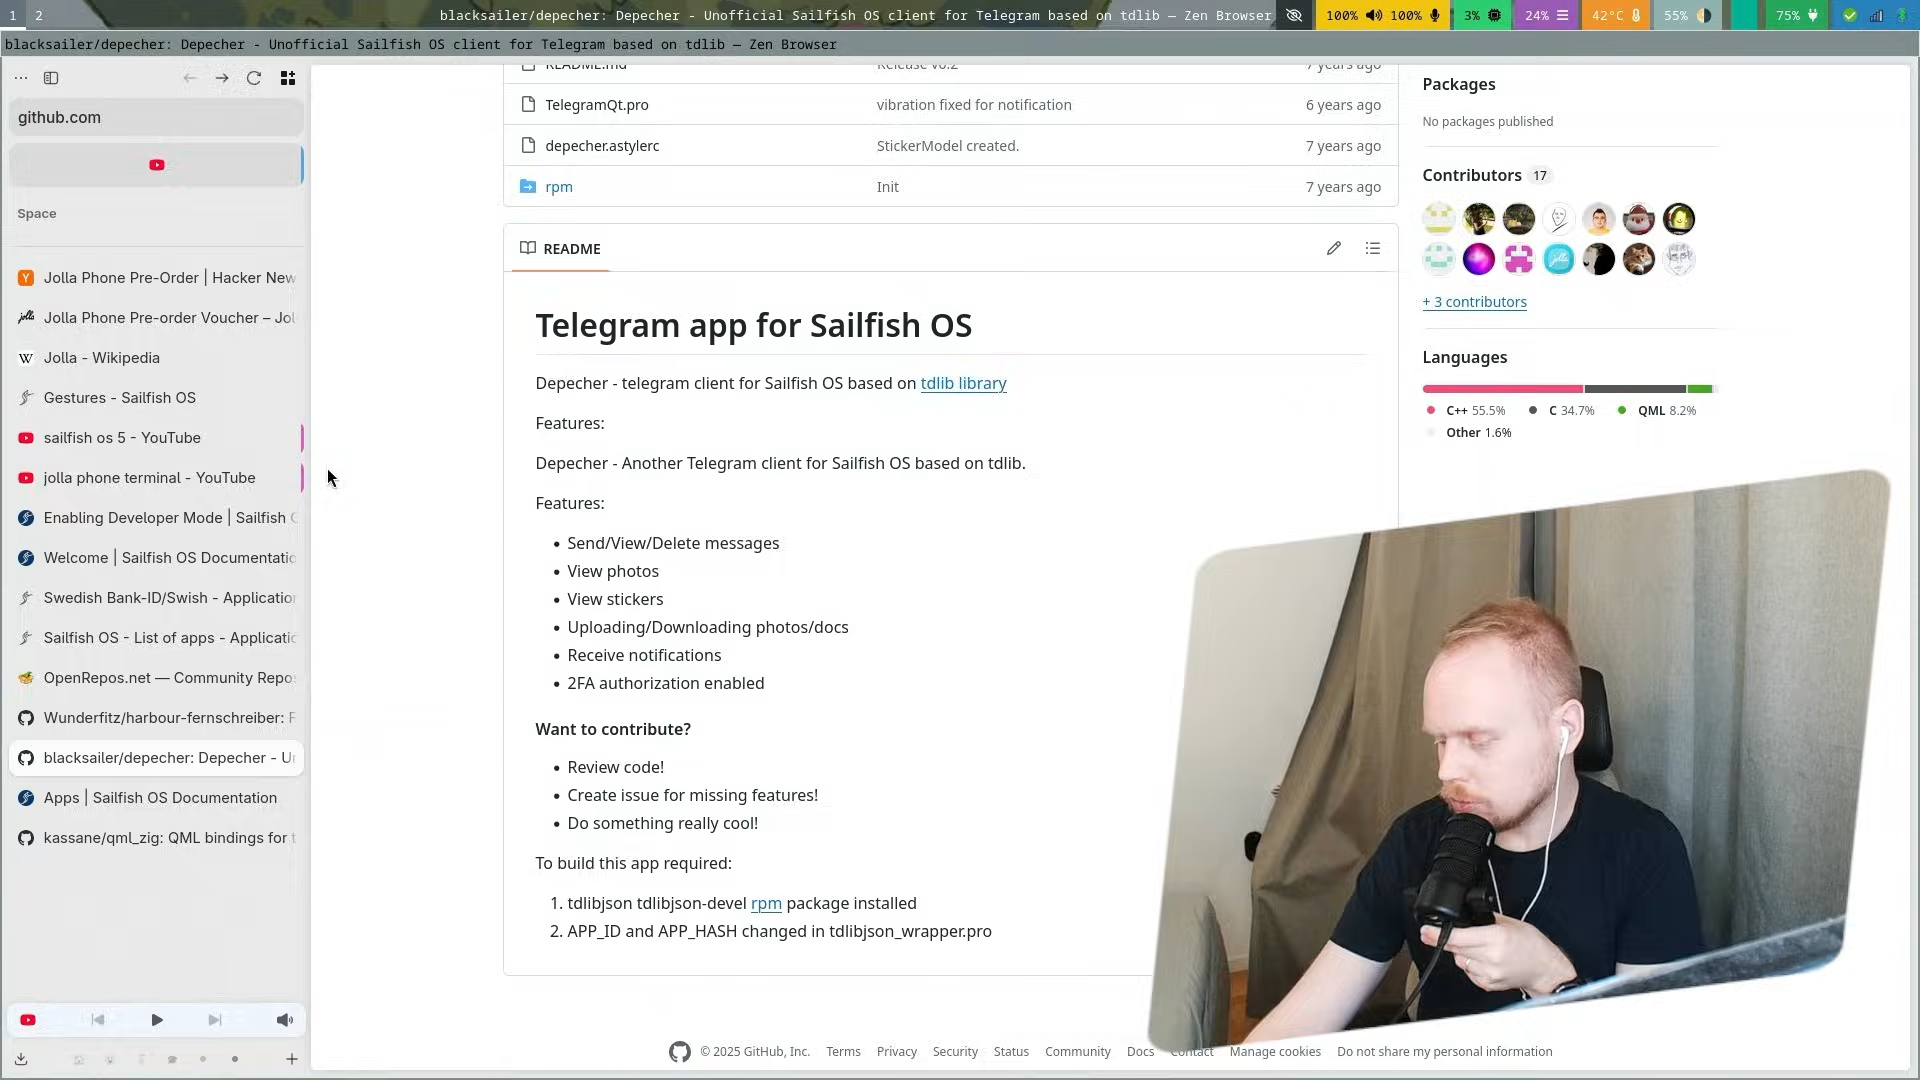 1 2
blacksailer/depecher: Depecher - Unofficial Sailfish OS client for Telegram based on tdlib — Zen Browser
100% 100% 3% 24% 42°C 55% 75%
blacksailer/depecher: Depecher - Unofficial Sailfish OS client for Telegram based on tdlib — Zen Browser
github.com
Space
Jolla Phone Pre-Order | Hacker New
Jolla Phone Pre-order Voucher – Jol
Jolla - Wikipedia
Gestures - Sailfish OS
sailfish os 5 - YouTube
jolla phone terminal - YouTube
Enabling Developer Mode | Sailfish
Welcome | Sailfish OS Documentatio
Swedish Bank-ID/Swish - Application
Sailfish OS - List of apps - Applicatio
OpenRepos.net — Community Repos
Wunderfitz/harbour-fernschreiber: F
blacksailer/depecher: Depecher - Un
Apps | Sailfish OS Documentation
kassane/qml_zig: QML bindings for t
README.md Release v0.2 7 years ago
TelegramQt.pro vibration fixed for notification 6 years ago
depecher.astylerc StickerModel created. 7 years ago
rpm Init 7 years ago
README
Telegram app for Sailfish OS
Depecher - telegram client for Sailfish OS based on tdlib library
Features:
Depecher - Another Telegram client for Sailfish OS based on tdlib.
Features:
• Send/View/Delete messages
• View photos
• View stickers
• Uploading/Downloading photos/docs
• Receive notifications
• 2FA authorization enabled
Want to contribute?
• Review code!
• Create issue for missing features!
• Do something really cool!
To build this app required:
1. tdlibjson tdlibjson-devel rpm package installed
2. APP_ID and APP_HASH changed in tdlibjson_wrapper.pro
Packages
No packages published
Contributors 17
+ 3 contributors
Languages
C++ 55.5% C 34.7% QML 8.2%
Other 1.6%
© 2025 GitHub, Inc. Terms Privacy Security Status Community Docs Contact Manage cookies Do not share my personal information